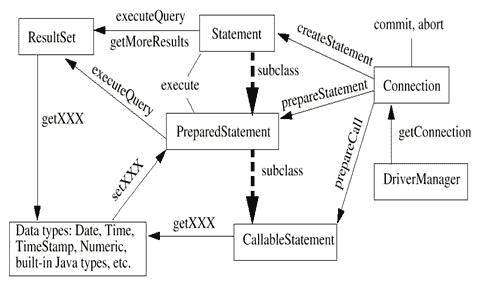 executeQuery
commit, abort
ResultSet
Statement
createStatement
getMoreResults
subclass
executeQuery
execute
prepareStatement
Connection
getXXX
PreparedStatement
getConnection
prepareCall
setXXX
subclass
DriverManager
Data types: Date, Time,
TimeStamp, Numeric,
built-in Java types, etc.
getXXX
CallableStatement